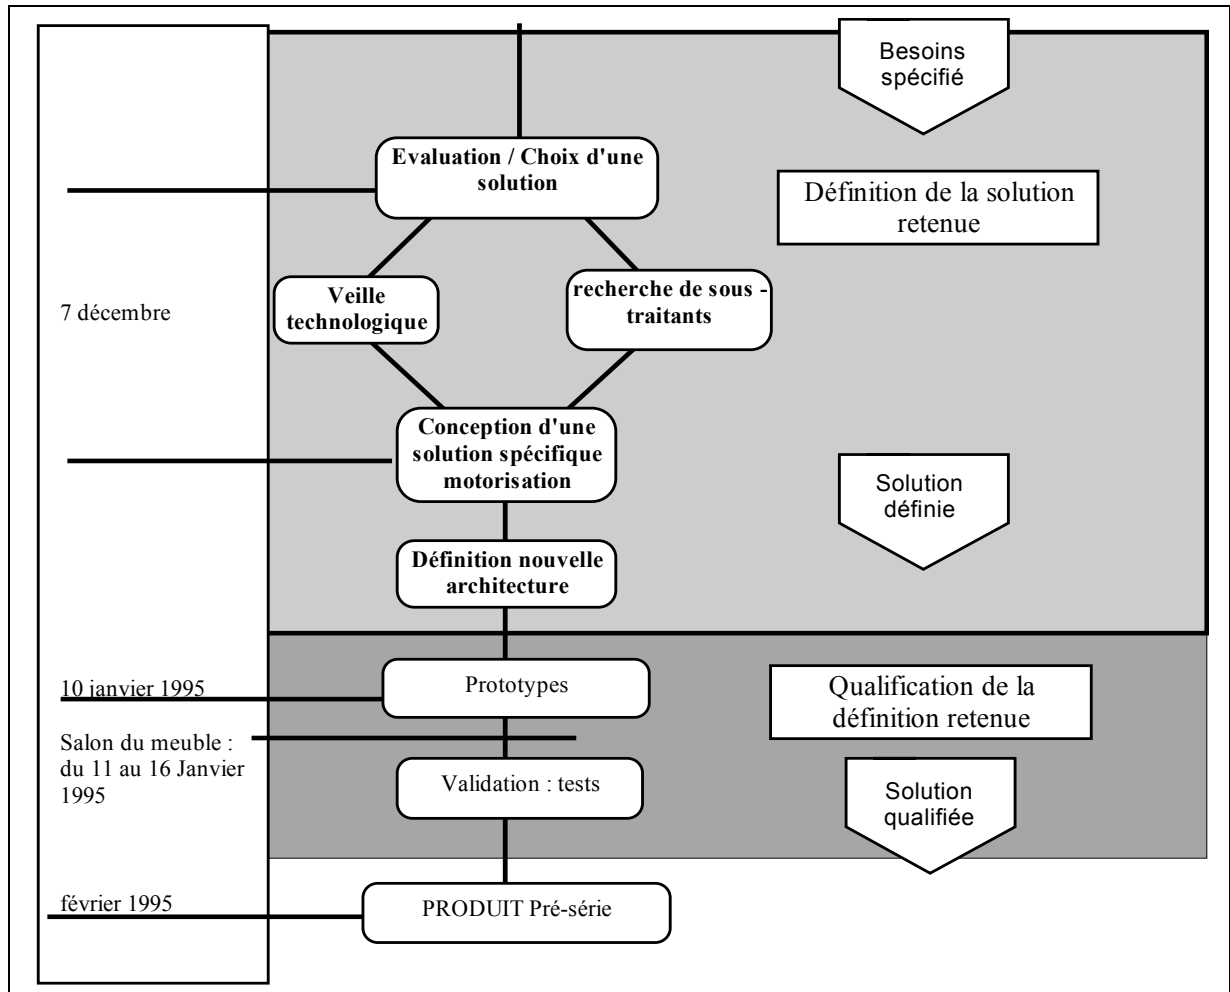 Besoins
spécifié
Evaluation / Choix d'une
solution
Définition de la solution
retenue
Veille
technologique
recherche de sous -
traitants
7 décembre
Conception d'une
solution spécifique
motorisation
Solution
définie
Définition nouvelle
architecture
10 janvier 1995
Prototypes
Qualification de la
définition retenue
Salon du meuble :
du 11 au 16 Janvier
1995
Validation : tests
Solution
qualifiée
février 1995
PRODUIT Pré-série